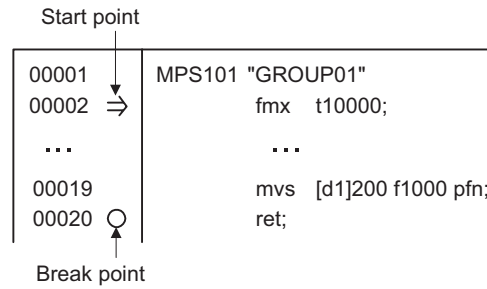 Start point
00001 MPS101 "GROUP01"
00002 fmx t10000;
... ...
00019 mvs [d1]200 f1000 pfn;
00020 ret;
Break point